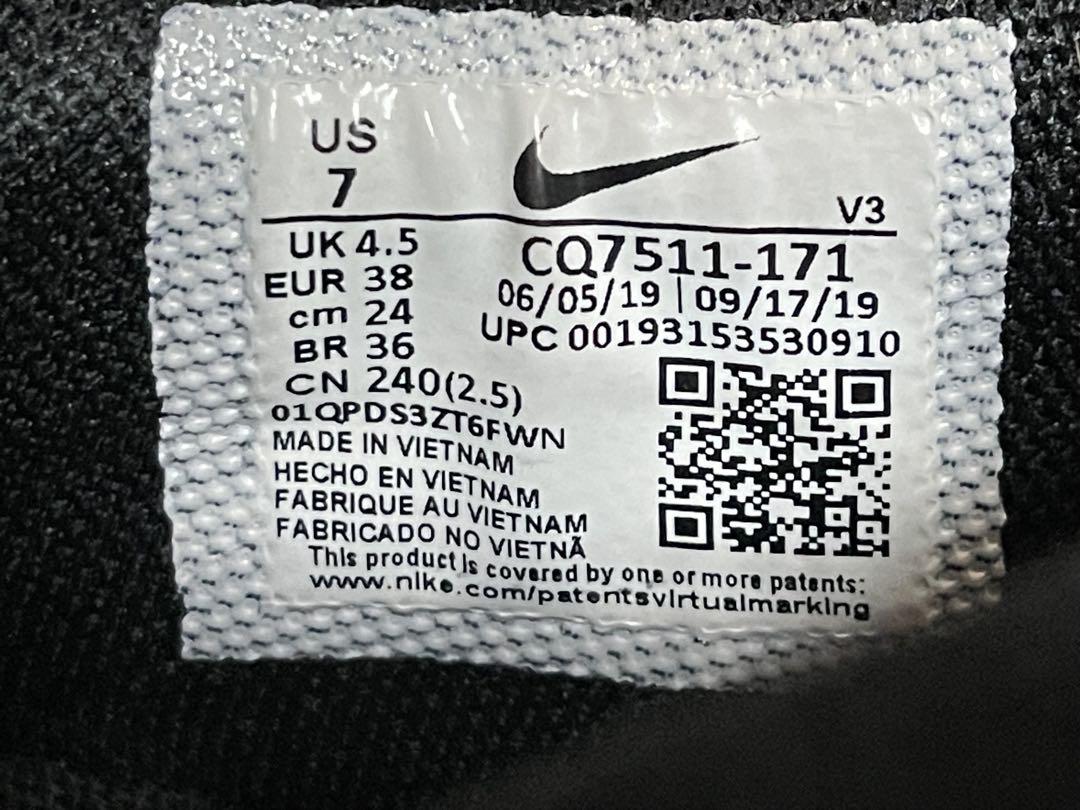 US
7
V3
UK 4.5
EUR 38
cm 24
BR 36
CN 240(2.5)
CQ7511-171
06/05/19 | 09/17/19
UPC 00193153530910
01QPDS3ZT6FWN
MADE IN VIETNAM
HECHO EN VIETNAM
FABRIQUE AU VIETNAM
FABRICADO NO VIETNÃ
This product is covered by one or more patents:
www.nike.com/patentsvirtualmarking